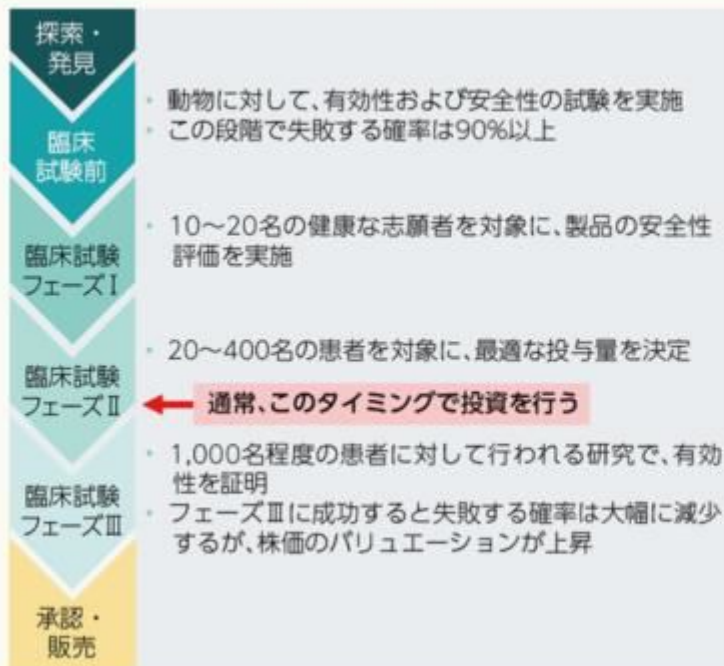 探索・
発見
・ 動物に対して、有効性および安全性の試験を実施
・ この段階で失敗する確率は90%以上
臨床
試験前
・ 10～20名の健康な志願者を対象に、製品の安全性
評価を実施
臨床試験
フェーズⅠ
・ 20～400名の患者を対象に、最適な投与量を決定
臨床試験
フェーズⅡ
通常、このタイミングで投資を行う
・ 1,000名程度の患者に対して行われる研究で、有効
性を証明
・ フェーズⅢに成功すると失敗する確率は大幅に減少
するが、株価のバリュエーションが上昇
臨床試験
フェーズⅢ
承認・
販売